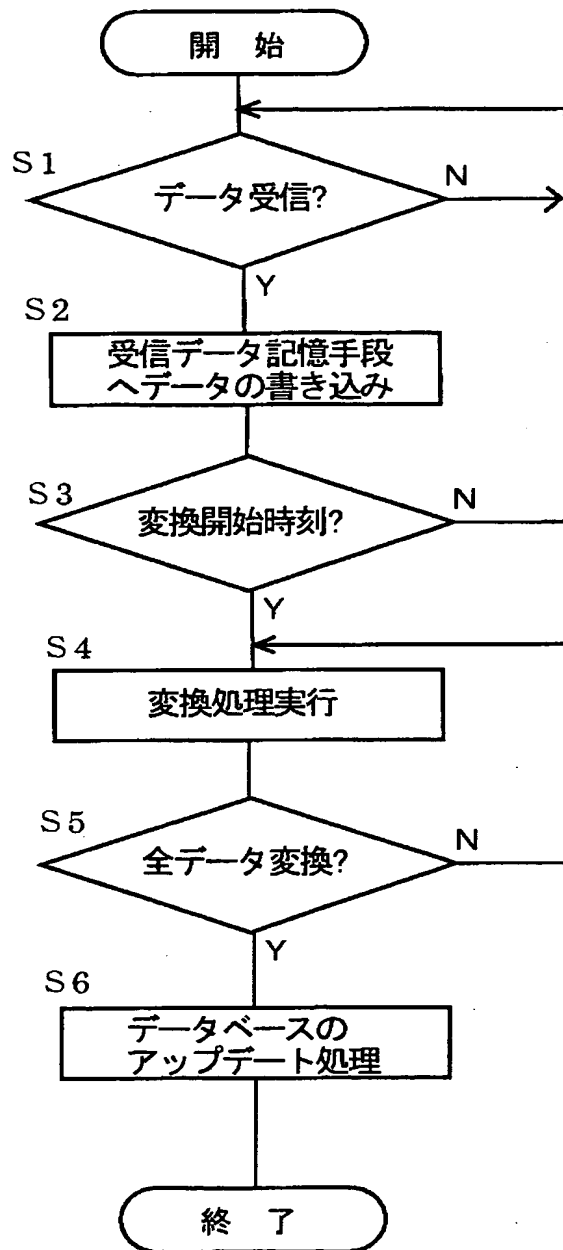 開 始
S1
データ受信?
N
Y
S2
受信データ記憶手段
へデータの書き込み
S3
変換開始時刻?
N
Y
S4
変換処理実行
S5
全データ変換?
N
Y
S6
データベースの
アップデート処理
終 了